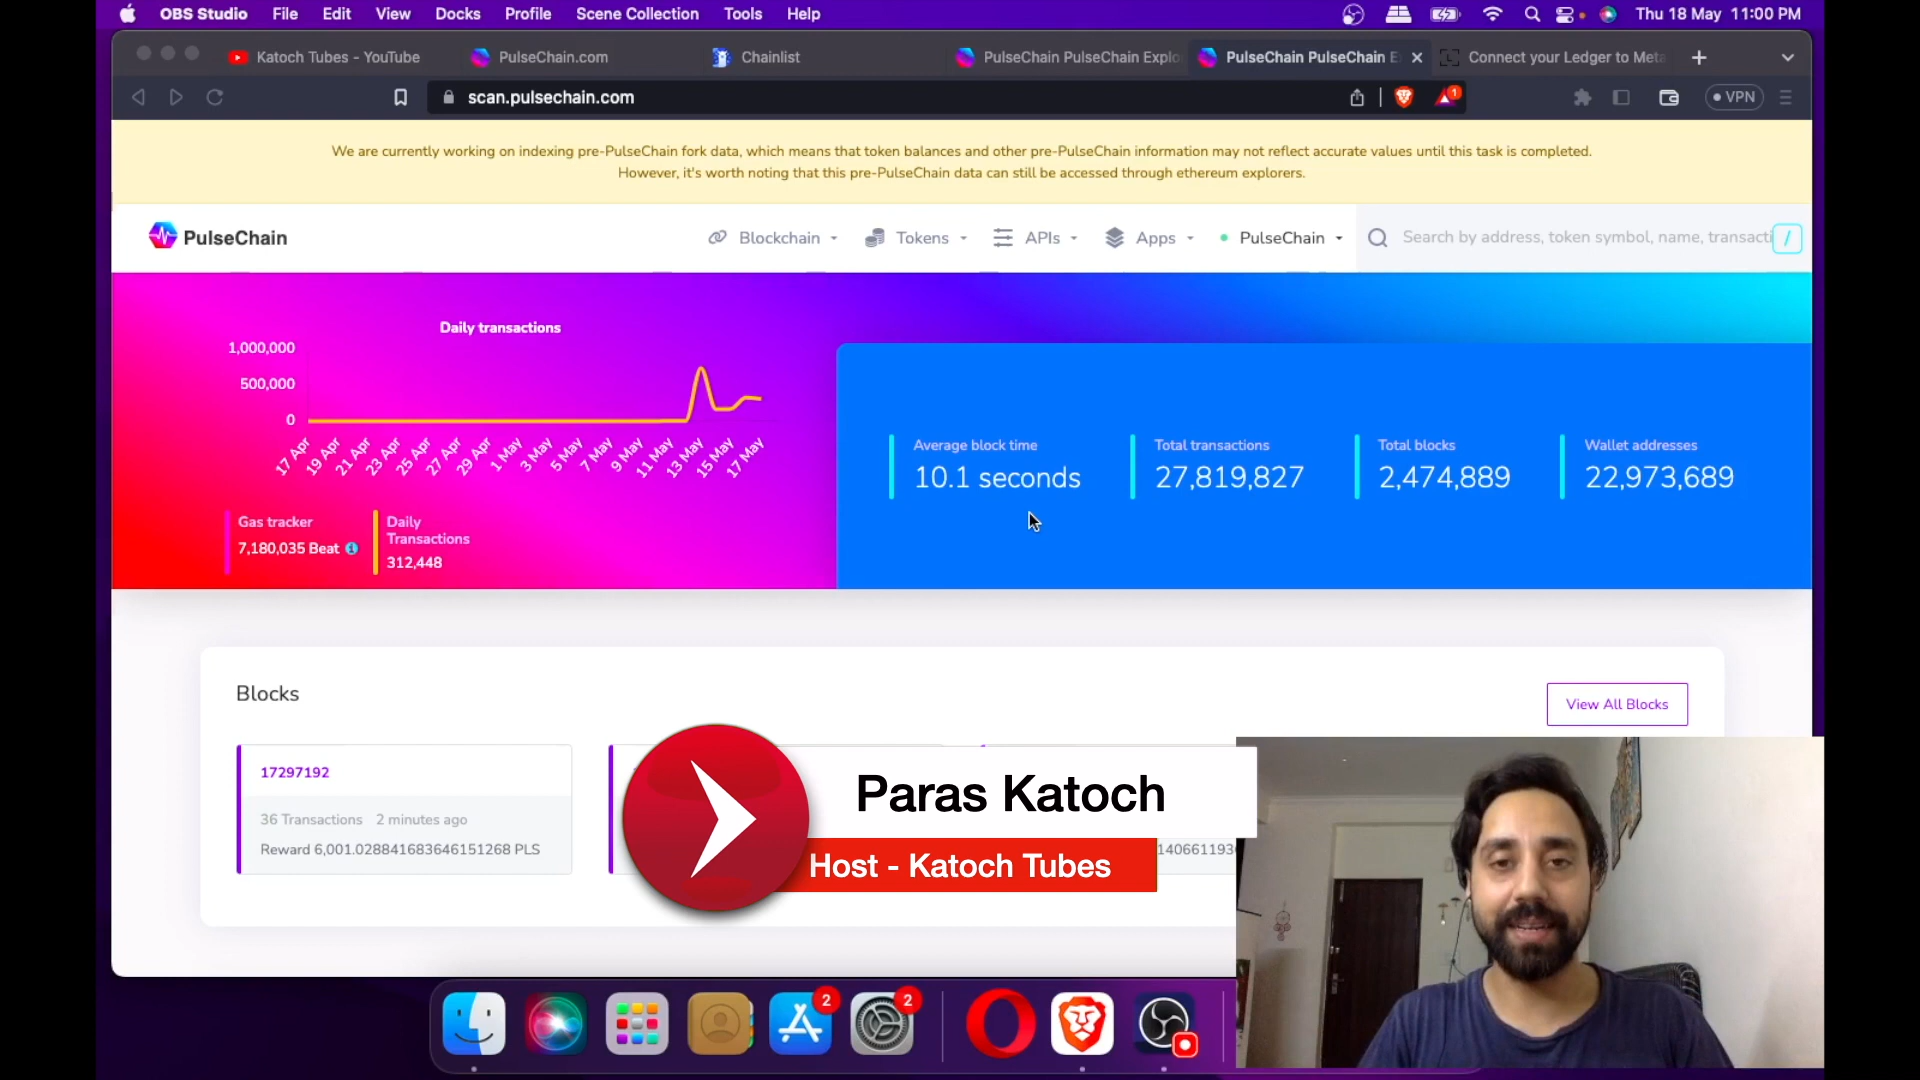 OBS Studio File Edit View Docks Profile Scene Collection Tools Help Thu 18 May 11:00 PM
Katoch Tubes - YouTube PulseChain.com Chainlist PulseChain PulseChain Explo PulseChain PulseChain E Connect your Ledger to Meta
scan.pulsechain.com 1 VPN
We are currently working on indexing pre-PulseChain fork data, which means that token balances and other pre-PulseChain information may not reflect accurate values until this task is completed.
However, it's worth noting that this pre-PulseChain data can still be accessed through ethereum explorers.
PulseChain Blockchain Tokens APIs Apps PulseChain Search by address, token symbol, name, transacti /
Daily transactions
1,000,000
500,000
0
17 Apr 19 Apr 21 Apr 23 Apr 25 Apr 27 Apr 29 Apr 1 May 3 May 5 May 7 May 9 May 11 May 13 May 15 May 17 May
Average block time Total transactions Total blocks Wallet addresses
10.1 seconds 27,819,827 2,474,889 22,973,689
Gas tracker
7,180,035 Beat
Daily
Transactions
312,448
Blocks
View All Blocks
17297192
36 Transactions 2 minutes ago
Reward 6,001.028841683646151268 PLS
Paras Katoch
Host - Katoch Tubes
2 2